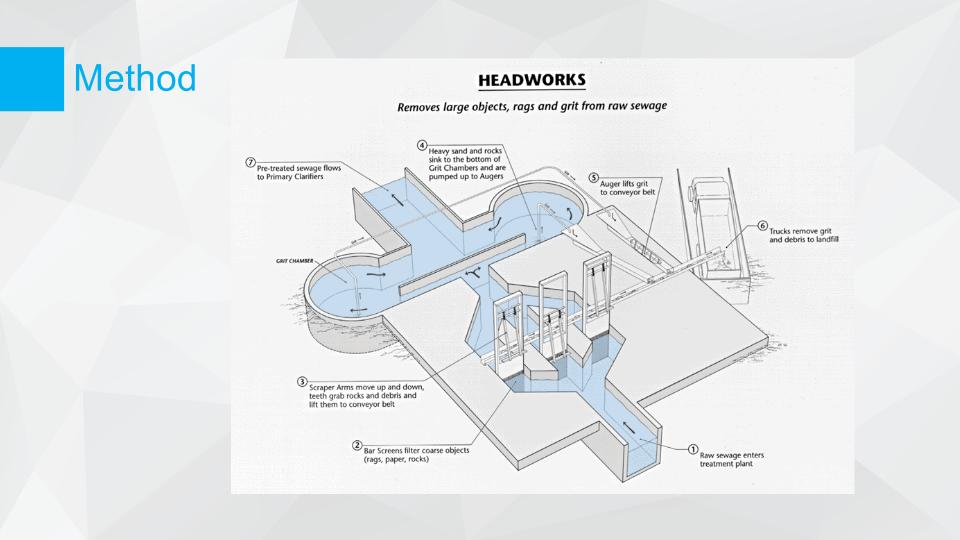 Method
HEADWORKS
Removes large objects, rags and grit from raw sewage
4
Heavy sand and rocks
sink to the bottom of
Grit Chambers and are
pumped up to Augers
7
Pre-treated sewage flows
to Primary Clarifiers
5
Auger lifts grit
to conveyor belt
6
Trucks remove grit
and debris to landfill
GRIT CHAMBER
3
Scraper Arms move up and down,
teeth grab rocks and debris and
lift them to conveyor belt
2
Bar Screens filter coarse objects
(rags, paper, rocks)
1
Raw sewage enters
treatment plant